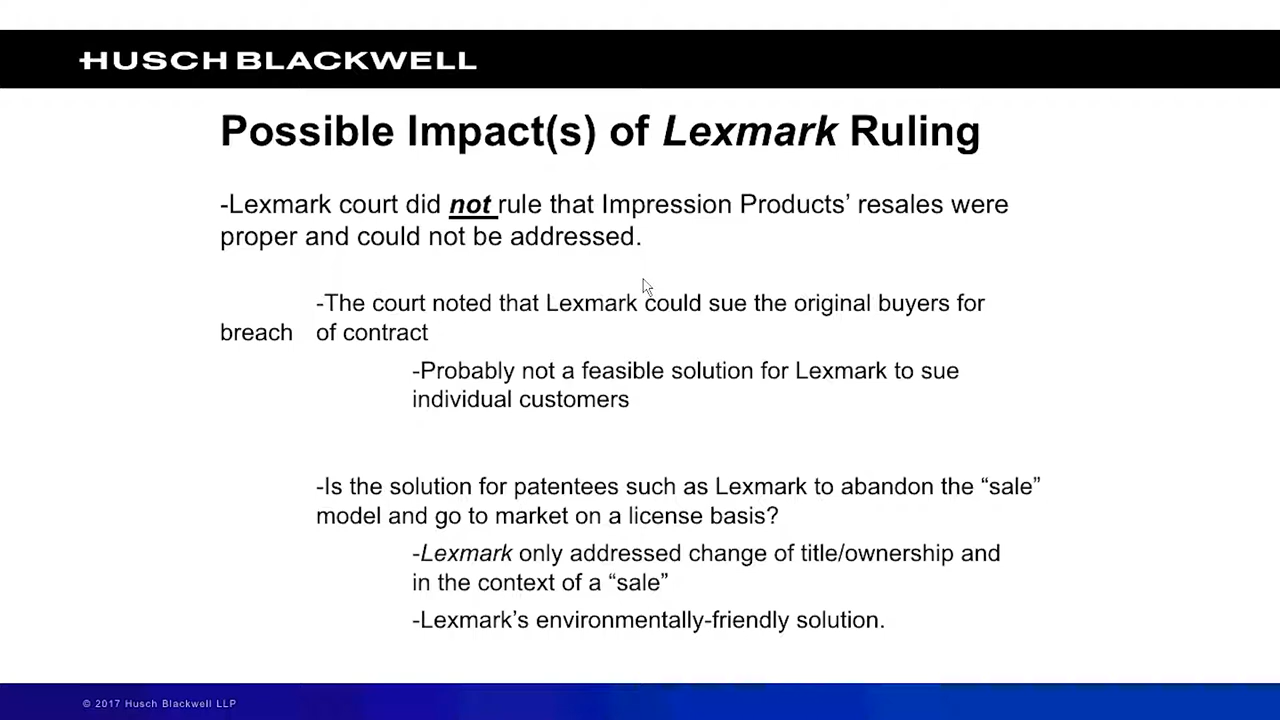 HUSCH BLACKWELL
Possible Impact(s) of Lexmark Ruling
-Lexmark court did not rule that Impression Products’ resales were
proper and could not be addressed.
-The court noted that Lexmark could sue the original buyers for
breach of contract
-Probably not a feasible solution for Lexmark to sue
individual customers
-Is the solution for patentees such as Lexmark to abandon the “sale”
model and go to market on a license basis?
-Lexmark only addressed change of title/ownership and
in the context of a “sale”
-Lexmark’s environmentally-friendly solution.
© 2017 Husch Blackwell LLP